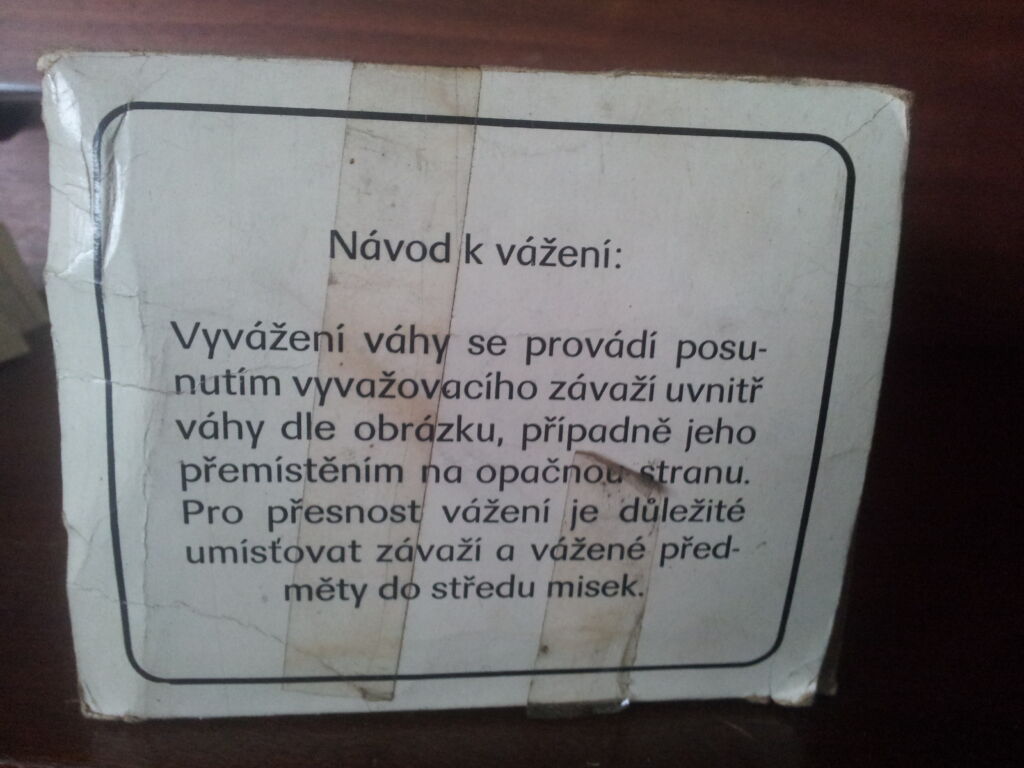 Návod k vážení:
Vyvážení váhy se provádí posu-
nutím vyvažovacího závaží uvnitř
váhy dle obrázku, případně jeho
přemístěním na opačnou stranu.
Pro přesnost vážení je důležité
umísťovat závaží a vážené před-
měty do středu misek.